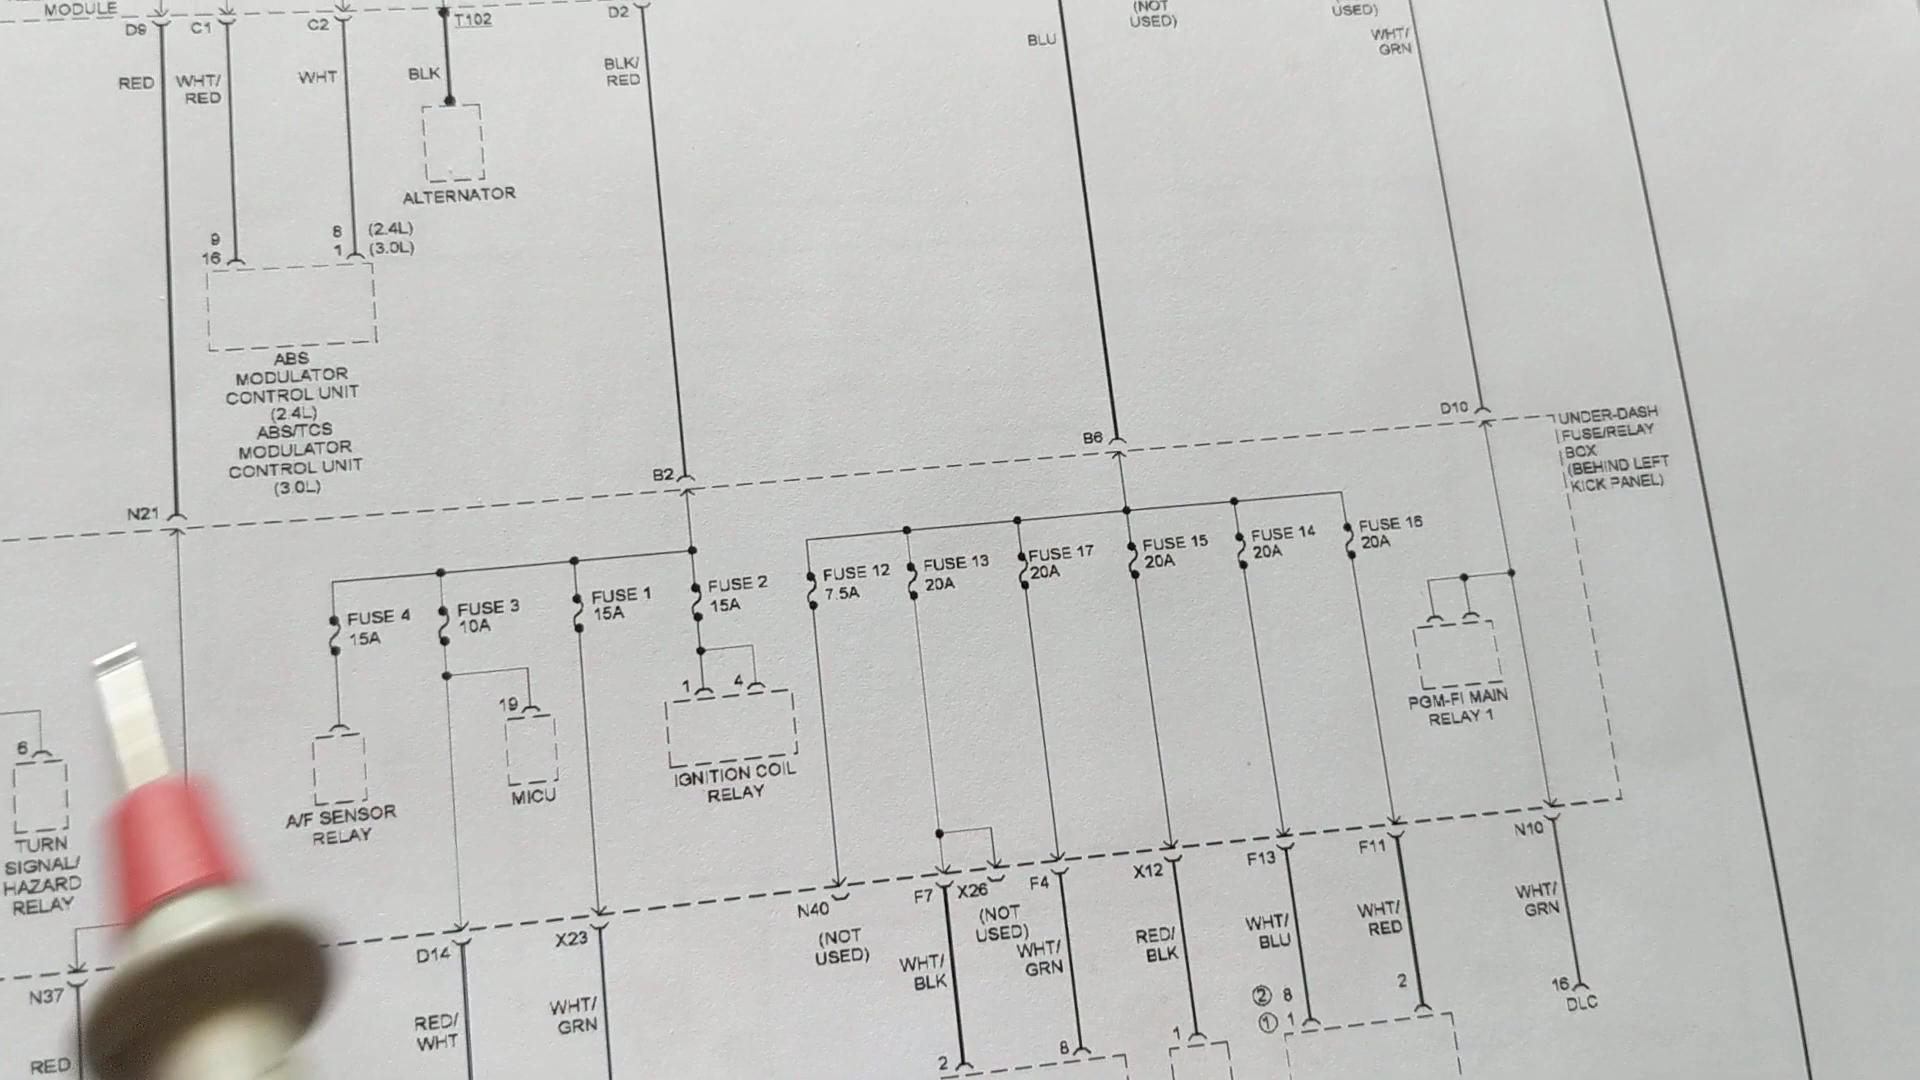 MODULE
D9
C1
C2
T102
D2
(NOT
USED)
USED)
RED
WHT/
RED
WHT
BLK
BLK/
RED
BLU
WHT/
GRN
ALTERNATOR
9
16
8 (2.4L)
1 (3.0L)
ABS
MODULATOR
CONTROL UNIT
(2.4L)
ABS/TCS
MODULATOR
CONTROL UNIT
(3.0L)
N21
B2
B6
D10
UNDER-DASH
FUSE/RELAY
BOX
(BEHIND LEFT
KICK PANEL)
FUSE 4
15A
FUSE 3
10A
FUSE 1
15A
FUSE 2
15A
FUSE 12
7.5A
FUSE 13
20A
FUSE 17
20A
FUSE 15
20A
FUSE 14
20A
FUSE 16
20A
6
TURN
SIGNAL/
HAZARD
RELAY
A/F SENSOR
RELAY
19
MICU
1
4
IGNITION COIL
RELAY
PGM-FI MAIN
RELAY 1
N37
D14
X23
N40
F7
X26
F4
X12
F13
F11
N10
RED
RED/
WHT
WHT/
GRN
(NOT
USED)
WHT/
BLK
(NOT
USED)
WHT/
GRN
RED/
BLK
WHT/
BLU
WHT/
RED
WHT/
GRN
2
8
1
② 8
① 1
2
16
DLC